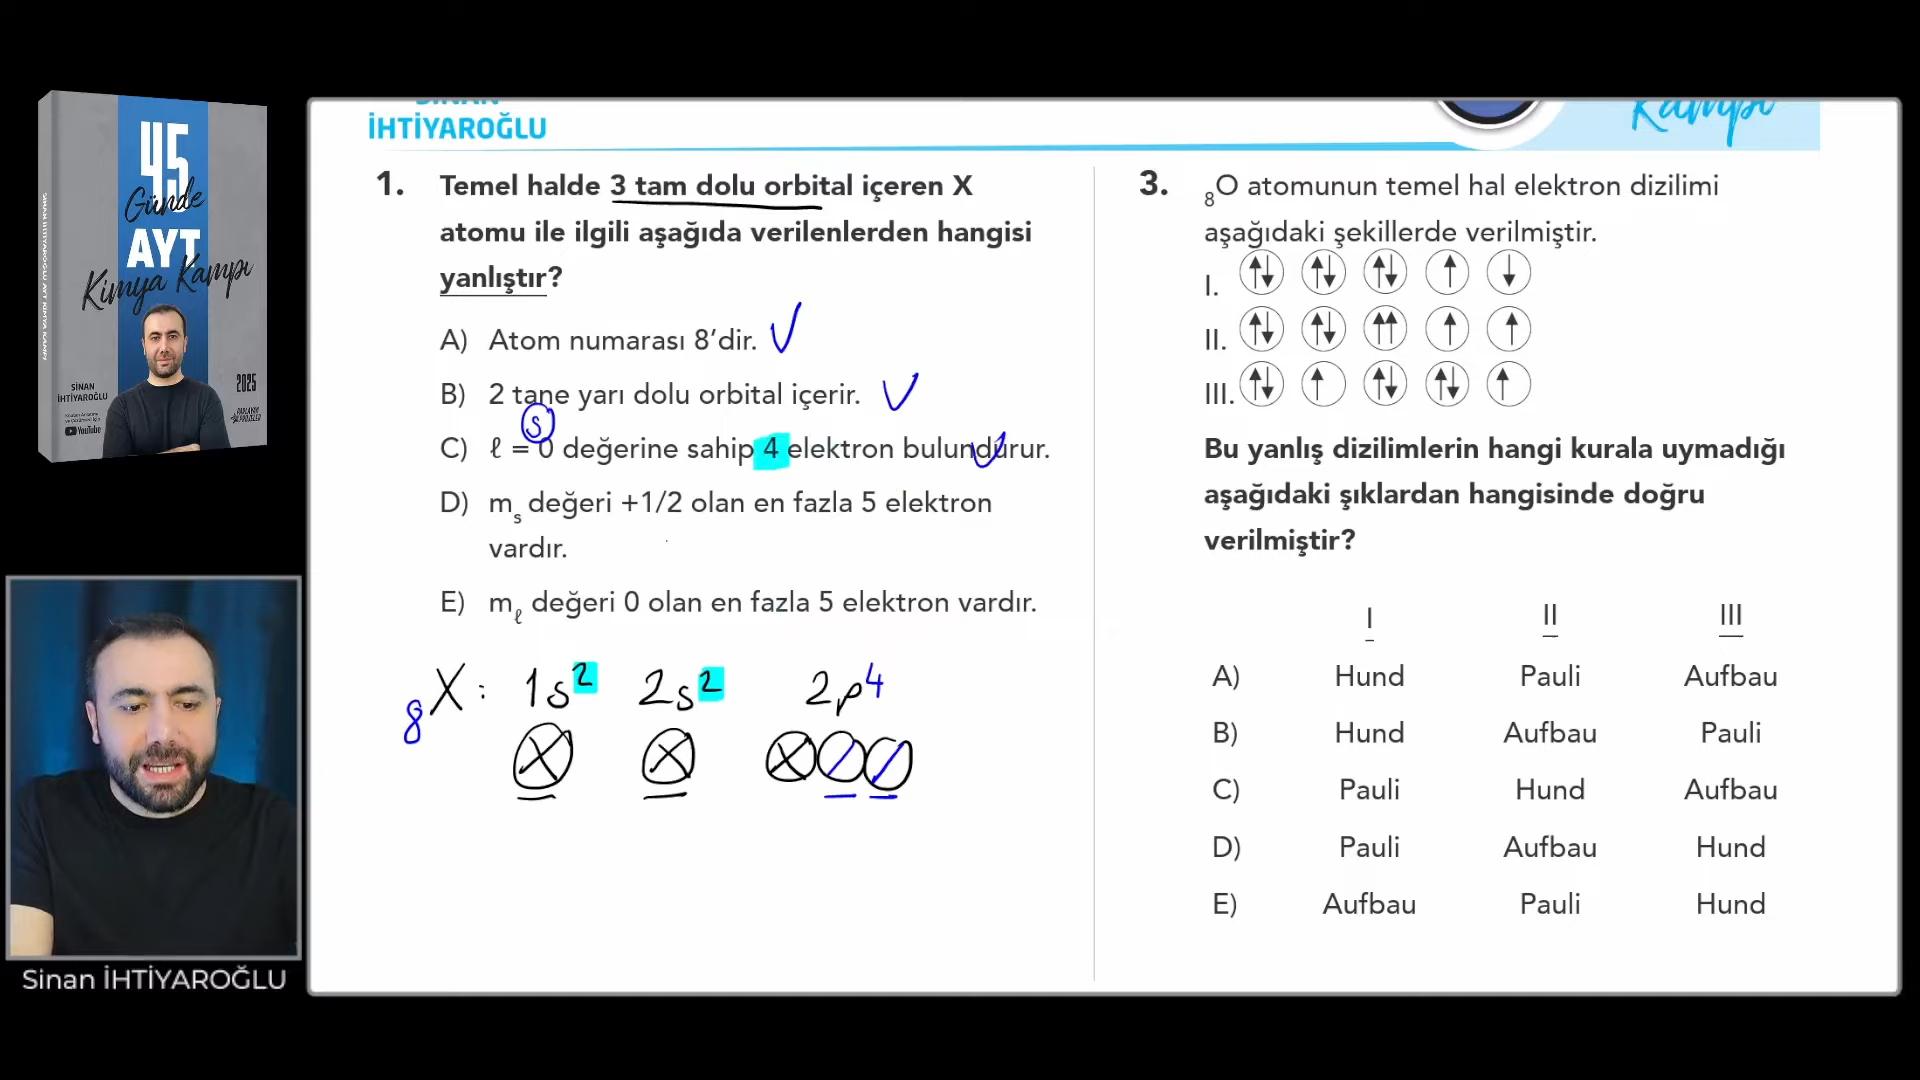 45
Günde
AYT
Kimya Kampı
SİNAN
İHTİYAROĞLU
2025
YouTube
SİNAN
İHTİYAROĞLU
Kampı
1. Temel halde 3 tam dolu orbital içeren X
atomu ile ilgili aşağıda verilenlerden hangisi
yanlıştır?
A) Atom numarası 8'dir.
B) 2 tane yarı dolu orbital içerir.
s
C) ℓ = 0 değerine sahip 4 elektron bulundurur.
D) mₛ değeri +1/2 olan en fazla 5 elektron
vardır.
E) m_ℓ değeri 0 olan en fazla 5 elektron vardır.
₈X: 1s² 2s² 2p⁴
3. ₈O atomunun temel hal elektron dizilimi
aşağıdaki şekillerde verilmiştir.
I. ↑↓ ↑↓ ↑↓ ↑ ↓
II. ↑↓ ↑↓ ↑↑ ↑ ↑
III. ↑↓ ↑ ↑↓ ↑↓ ↑
Bu yanlış dizilimlerin hangi kurala uymadığı
aşağıdaki şıklardan hangisinde doğru
verilmiştir?
I II III
A) Hund Pauli Aufbau
B) Hund Aufbau Pauli
C) Pauli Hund Aufbau
D) Pauli Aufbau Hund
E) Aufbau Pauli Hund
Sinan İHTİYAROĞLU